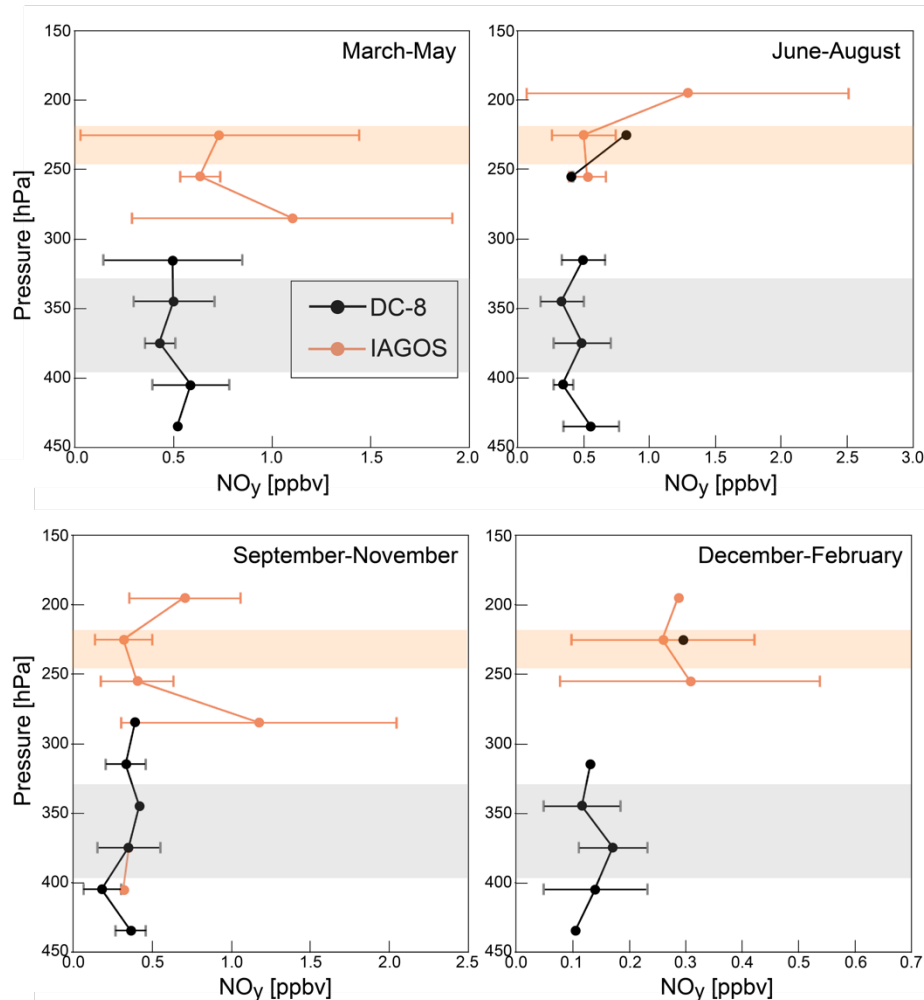 March-May
150
200
250
300
350
400
450
Pressure [hPa]
DC-8
IAGOS
0.0 0.5 1.0 1.5 2.0
NOy [ppbv]
June-August
150
200
250
300
350
400
450
0.0 0.5 1.0 1.5 2.0 2.5 3.0
NOy [ppbv]
September-November
150
200
250
300
350
400
450
Pressure [hPa]
0.0 0.5 1.0 1.5 2.0 2.5
NOy [ppbv]
December-February
150
200
250
300
350
400
450
0.0 0.1 0.2 0.3 0.4 0.5 0.6 0.7
NOy [ppbv]